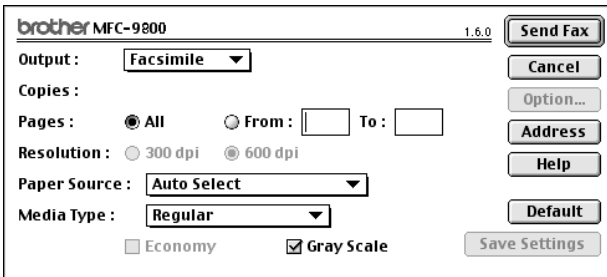 brother MFC-9800 1.6.0 Send Fax
Output : Facsimile Cancel
Copies : Option...
Pages : All From : To : Address
Resolution : 300 dpi 600 dpi Help
Paper Source : Auto Select
Media Type : Regular Default
Economy Gray Scale Save Settings